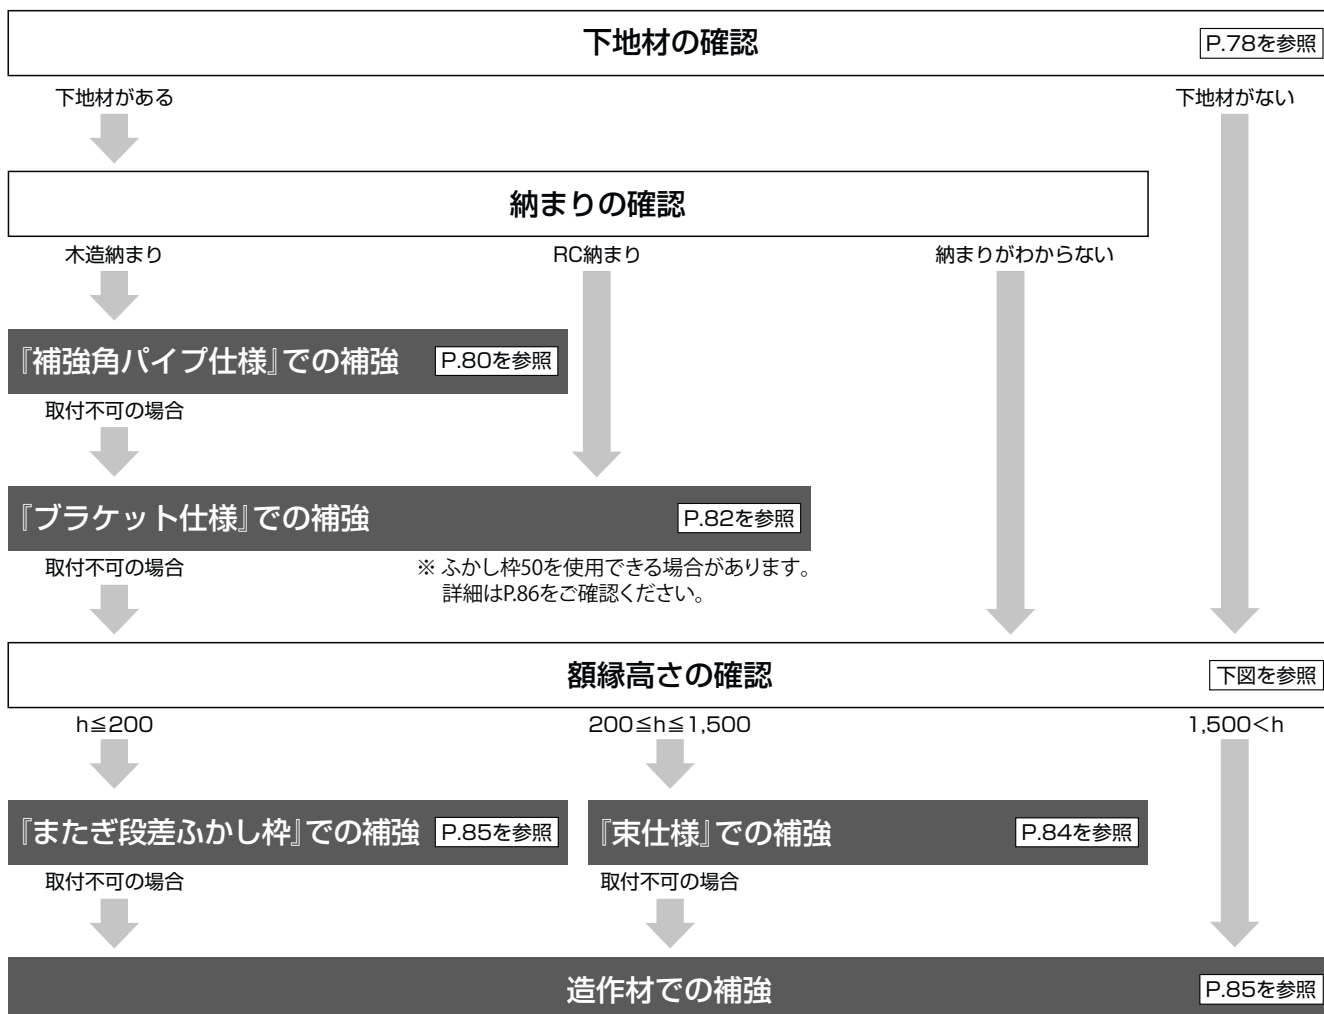 下地材の確認 P.78を参照
下地材がある 下地材がない
納まりの確認
木造納まり RC納まり 納まりがわからない
『補強角パイプ仕様』での補強 P.80を参照
取付不可の場合
『ブラケット仕様』での補強 P.82を参照
取付不可の場合 ※ ふかし枠50を使用できる場合があります。
詳細はP.86をご確認ください。
額縁高さの確認 下図を参照
h≦200 200≦h≦1,500 1,500<h
『またぎ段差ふかし枠』での補強 P.85を参照 『束仕様』での補強 P.84を参照
取付不可の場合 取付不可の場合
造作材での補強 P.85を参照